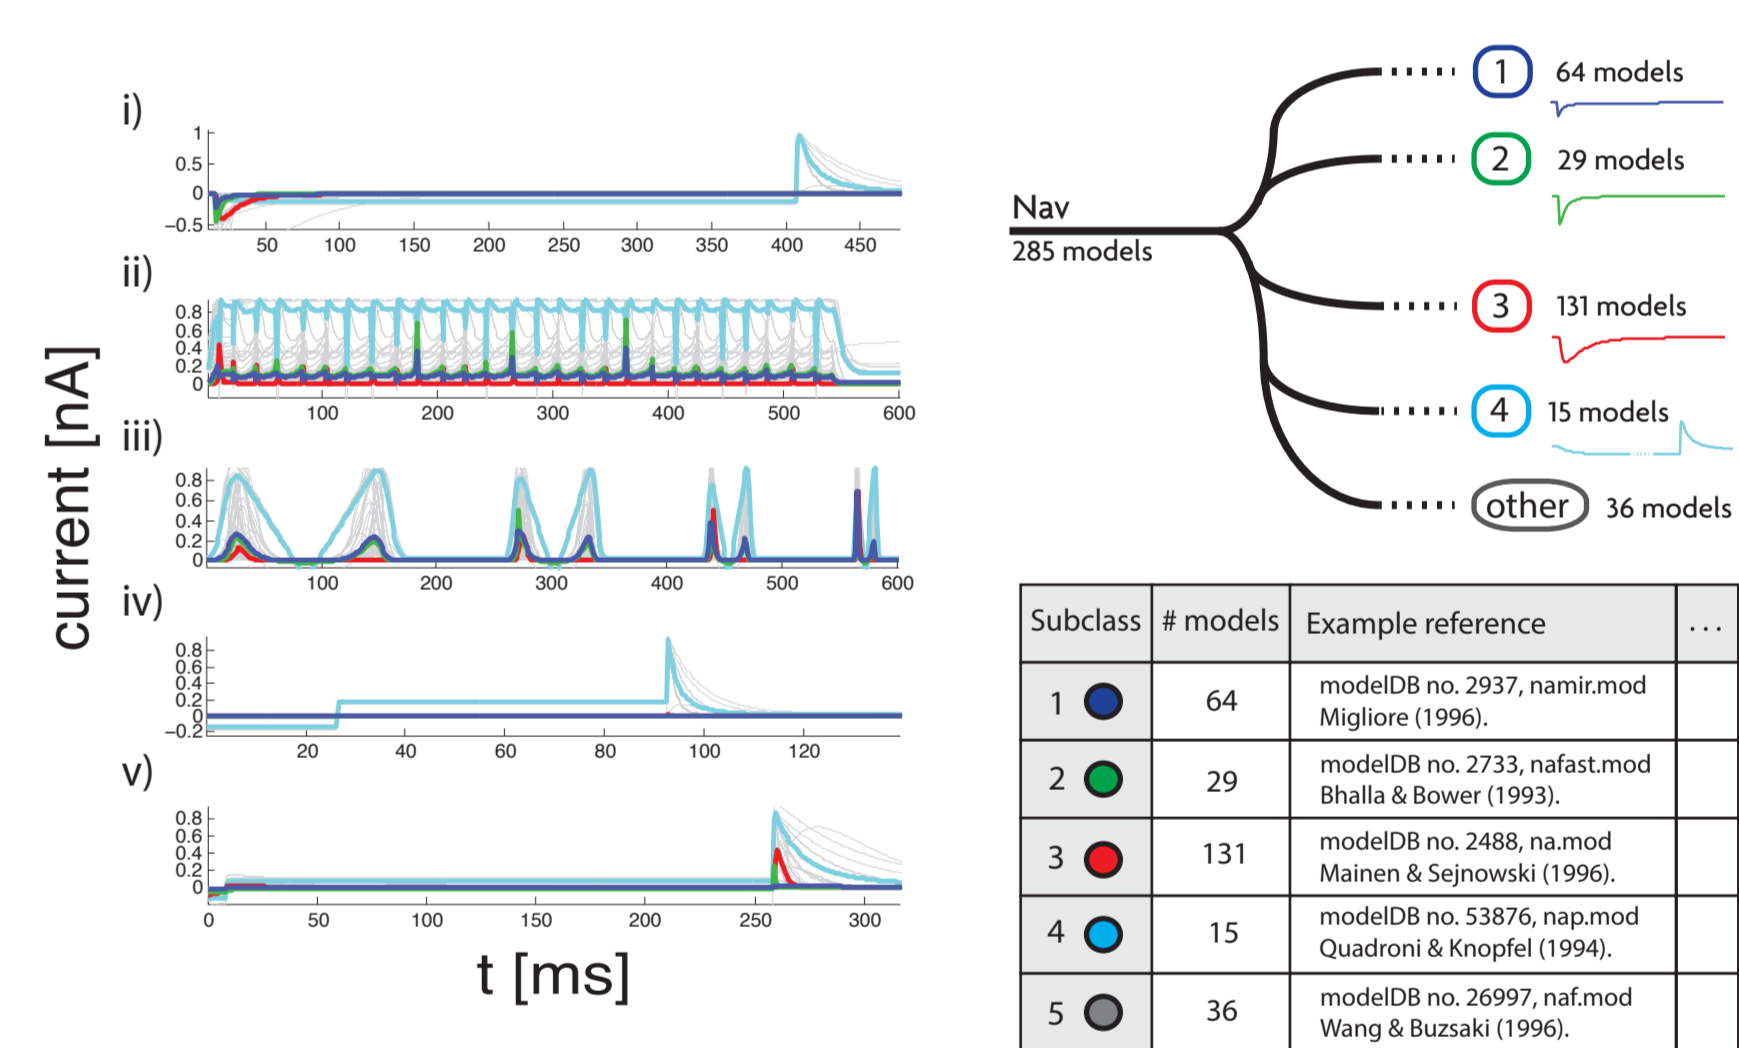 current [nA]
i)
1
0.5
0
−0.5
50 100 150 200 250 300 350 400 450
ii)
0.8
0.6
0.4
0.2
0
100 200 300 400 500 600
iii)
0.8
0.6
0.4
0.2
0
100 200 300 400 500 600
iv)
0.8
0.6
0.4
0.2
0
−0.2
20 40 60 80 100 120
v)
0.8
0.6
0.4
0.2
0
0 50 100 150 200 250 300
t [ms]
Nav
285 models
1 64 models
2 29 models
3 131 models
4 15 models
other 36 models
Subclass # models Example reference ...
1 64 modelDB no. 2937, namir.mod
Migliore (1996).
2 29 modelDB no. 2733, nafast.mod
Bhalla & Bower (1993).
3 131 modelDB no. 2488, na.mod
Mainen & Sejnowski (1996).
4 15 modelDB no. 53876, nap.mod
Quadroni & Knopfel (1994).
5 36 modelDB no. 26997, naf.mod
Wang & Buzsaki (1996).